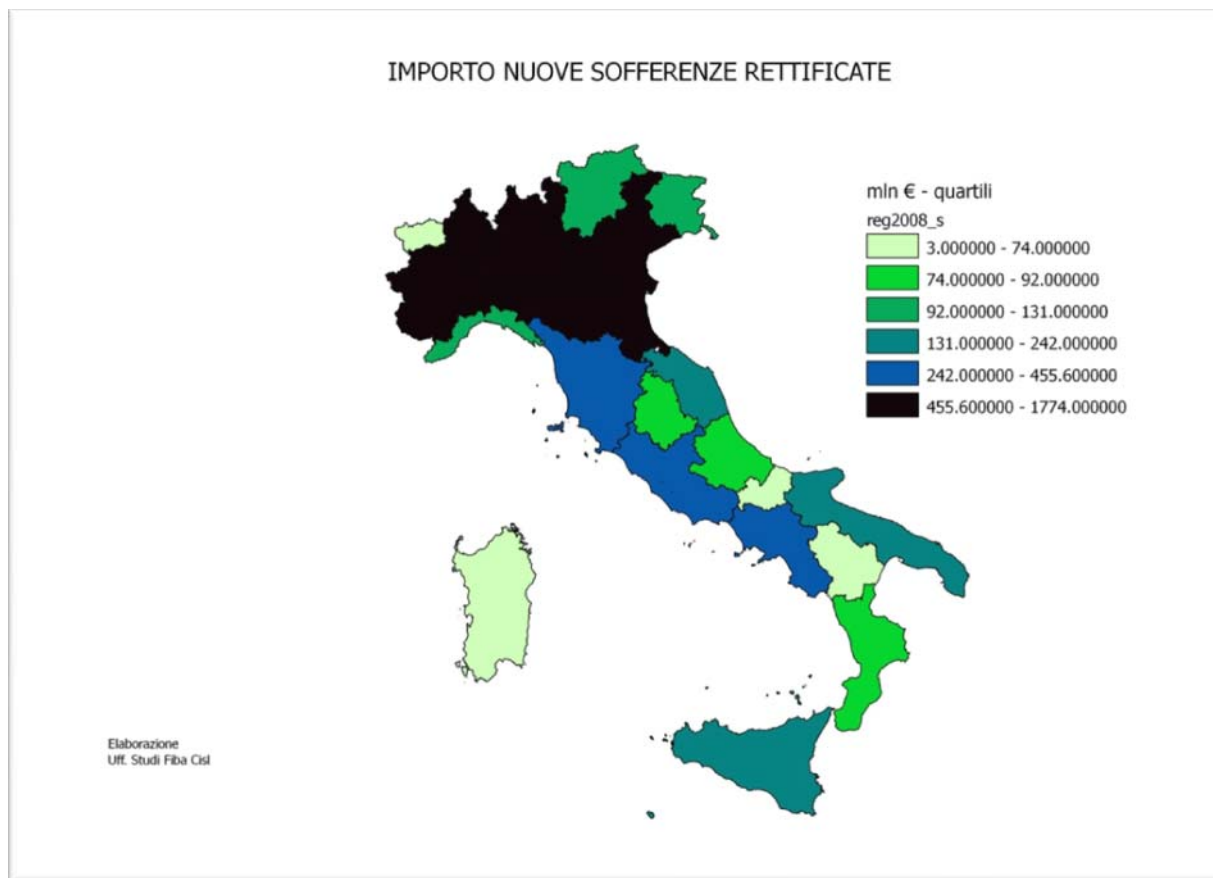 IMPORTO NUOVE SOFFERENZE RETTIFICATE
mln € - quartili
reg2008_s
3.000000 - 74.000000
74.000000 - 92.000000
92.000000 - 131.000000
131.000000 - 242.000000
242.000000 - 455.600000
455.600000 - 1774.000000
Elaborazione
Uff. Studi Fiba Cisl